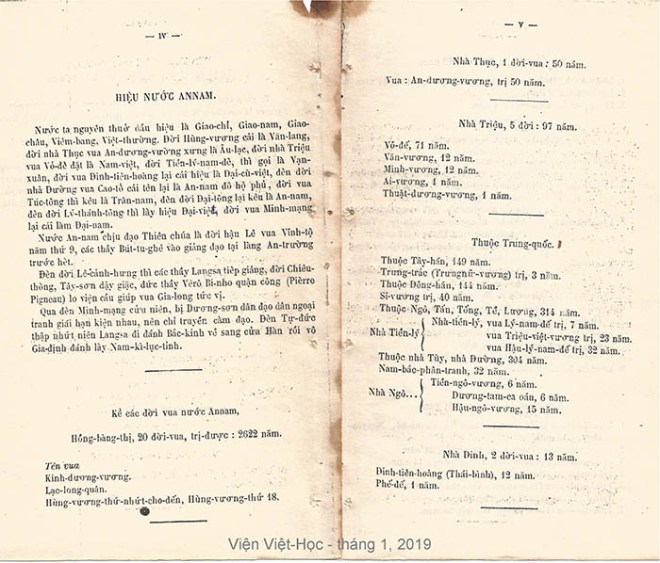 — IV —
HIỆU NƯỚC ANNAM.
Nước ta nguyên thuở đầu hiệu là Giao-chỉ, Giao-nam, Giao-
châu, Viêm-bang, Việt-thường. Đời Hùng-vương cải là Văn-lang,
đời nhà Thục vua An-dương-vương xưng là Âu-lạc, đời nhà Triệu
vua Võ-đế đặt là Nam-việt, đời Tiền-lý-nam-đế, thì gọi là Vạn-
xuân, đời vua Đinh-tiên-hoàng lại cải hiệu là Đại-cù-việt, đến đời
nhà Đường vua Cao-tổ cải tên lại là An-nam đô hộ phủ, đời vua
Túc-tông thì kêu là Trấn-nam, đến đời Đại-tông lại kêu là An-nam,
đến đời Lý-thánh-tông thì lấy hiệu Đại-việt, đời vua Minh-mạng
lại cải làm Đại-nam.
Nước An-nam chịu đạo Thiên chúa là đời hậu Lê vua Vĩnh-tộ
năm thứ 9, các thầy Bút-tu-ghê vào giảng đạo tại làng An-trường
trước hết.
Đến đời Lê-cảnh-hưng thì các thầy Langsa tiếp giảng, đời Chiêu-
thống, Tây-sơn dậy giặc, đức thầy Vêrô Bi-nho quận công (Pierre
Pigneau) lo viện cầu giúp vua Gia-long tức vị.
Qua đến Minh-mạng cửu niên, bị Dương-sơn dân đạo dân ngoại
tranh giải hạn kiện nhau, nên chỉ truyền cấm đạo. Đến Tự-đức
thập nhứt niên Langsa đi đánh Bắc-kinh về sang cửa Hàn rồi vô
Gia-định đánh lấy Nam-kì-lục-tỉnh.
Kể các đời vua nước Annam,
Hồng-bàng-thị, 20 đời-vua, trị-được : 2622 năm.
Tên vua
Kinh-dương-vương.
Lạc-long-quân.
Hùng-vương-thứ-nhứt-cho-đến, Hùng-vương-thứ 18.
— V —
Nhà Thục, 1 đời-vua : 50 năm.
Vua : An-dương-vương, trị 50 năm.
Nhà Triệu, 5 đời : 97 năm.
Võ-đế, 71 năm.
Văn-vương, 12 năm.
Minh-vương, 12 năm.
Ai-vương, 1 năm.
Thuật-dương-vương, 1 năm.
Thuộc Trung-quốc.
Thuộc Tây-hán, 149 năm.
Trưng-trắc (Trưngnữ-vương) trị, 3 năm.
Thuộc Đông-hán, 144 năm.
Sĩ-vương trị, 40 năm.
Thuộc-Ngô, Tấn, Tống, Tề, Lương, 314 năm.
Nhà Tiền-lý { Nhà-tiền-lý, vua Lý-nam-đế trị, 7 năm.
vua Triệu-việt-vương trị, 23 năm
vua Hậu-lý-nam-đế trị, 32 năm.
Thuộc nhà Tùy, nhà Đường, 304 năm.
Nam-bắc-phân-tranh, 32 năm.
Nhà Ngô... { Tiền-ngô-vương, 6 năm.
Dương-tam-ca oán, 6 năm.
Hậu-ngô-vương, 15 năm.
Nhà Đinh, 2 đời-vua : 13 năm.
Đinh-tiên-hoàng (Thái-bình), 12 năm.
Phế-đế, 1 năm.
Viện Việt-Học - tháng 1, 2019